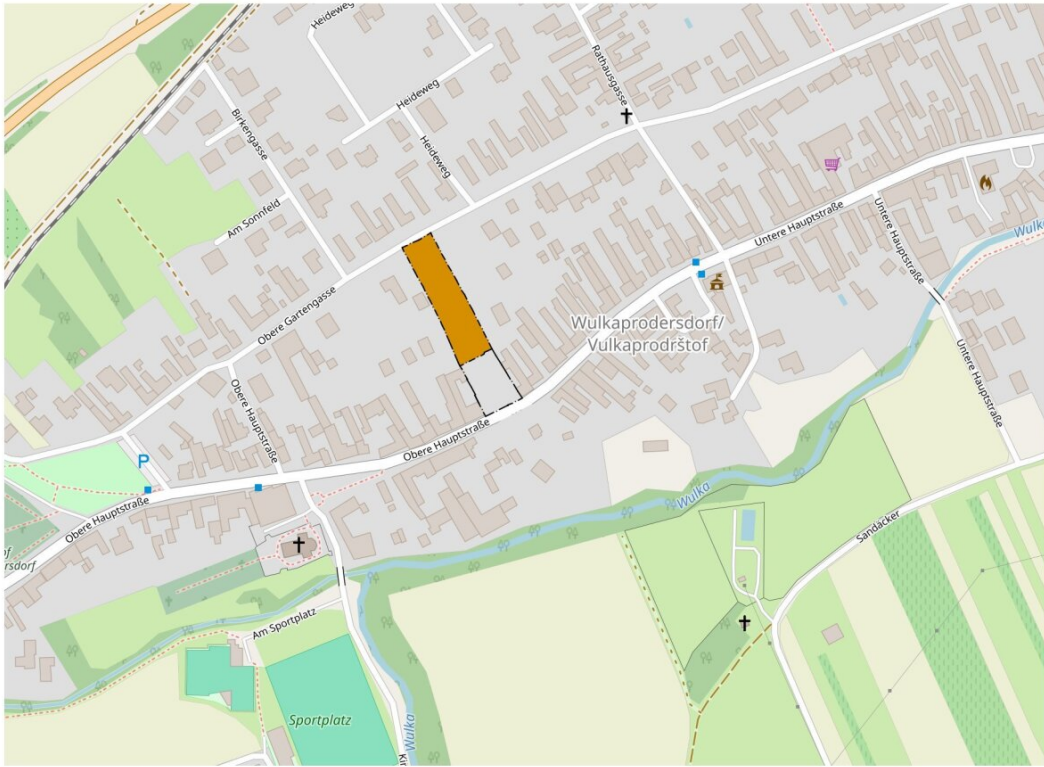 Heideweg
Rathausgasse
Heideweg
Birkengasse
Heideweg
Am Sonnfeld
Untere Hauptstraße
Untere Hauptstraße
Wulka
Obere Gartengasse
Wulkaprodersdorf/
Vulkaprodrštof
Untere Hauptstraße
Obere Hauptstraße
Obere Hauptstraße
P
Wulka
Obere Hauptstraße
Sandäcker
Am Sportplatz
Sportplatz
Wulka